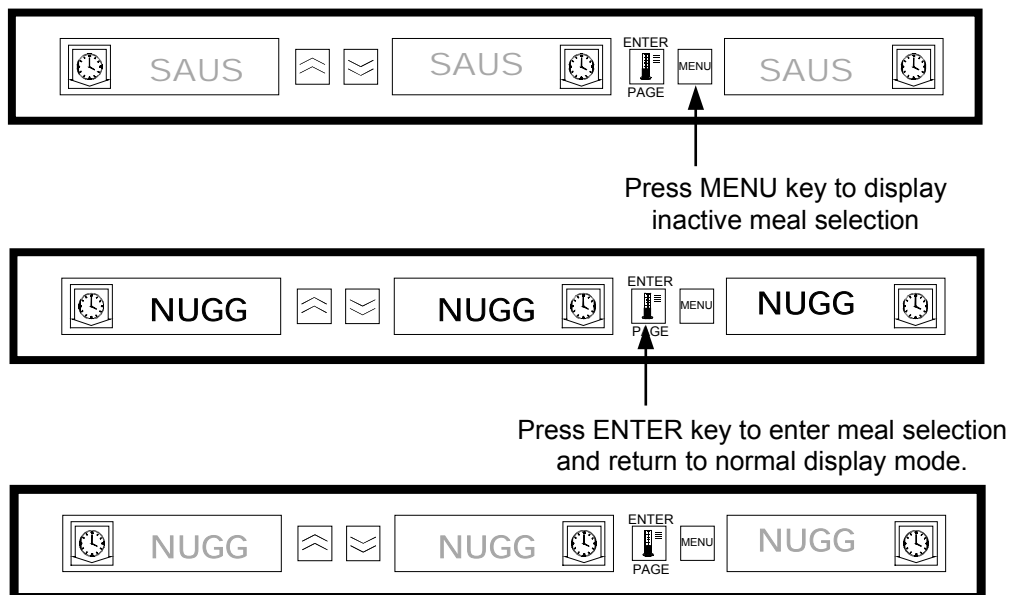 ENTER
SAUS SAUS MENU SAUS
PAGE
Press MENU key to display
inactive meal selection
ENTER
NUGG NUGG MENU NUGG
PAGE
Press ENTER key to enter meal selection
and return to normal display mode.
ENTER
NUGG NUGG MENU NUGG
PAGE